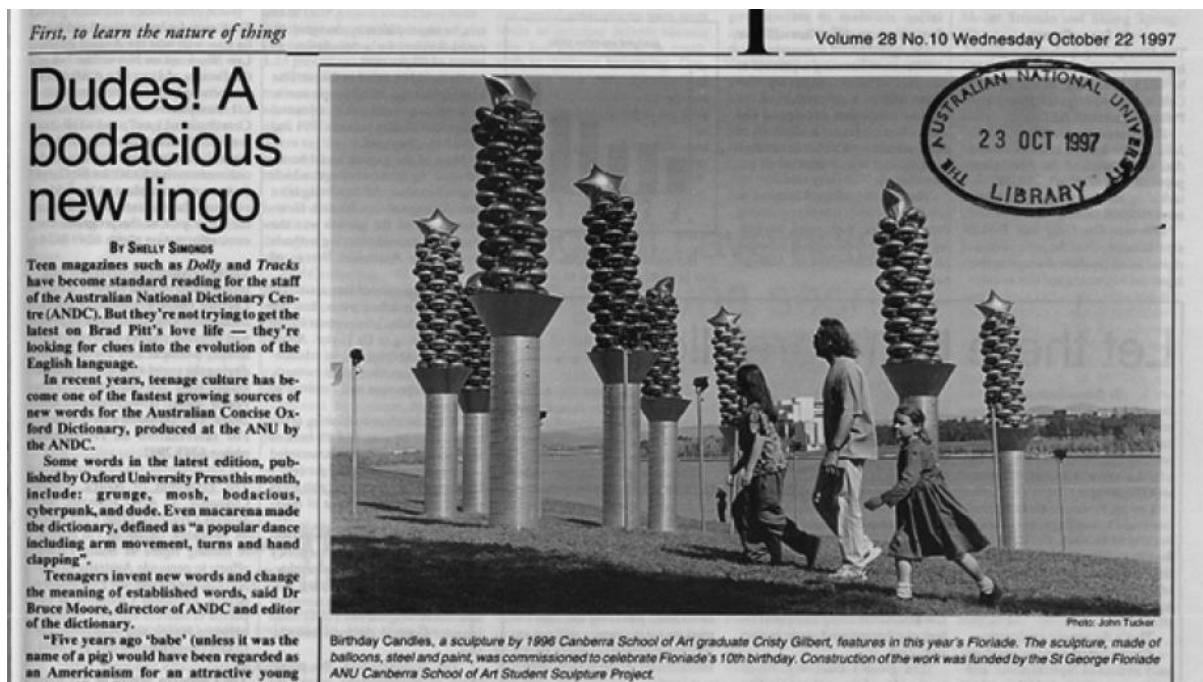 First, to learn the nature of things
Volume 28 No.10 Wednesday October 22 1997
Dudes! A
bodacious
new lingo
BY SHELLY SIMONDS
Teen magazines such as Dolly and Tracks
have become standard reading for the staff
of the Australian National Dictionary Cen-
tre (ANDC). But they're not trying to get the
latest on Brad Pitt's love life — they're
looking for clues into the evolution of the
English language.
In recent years, teenage culture has be-
come one of the fastest growing sources of
new words for the Australian Concise Ox-
ford Dictionary, produced at the ANU by
the ANDC.
Some words in the latest edition, pub-
lished by Oxford University Press this month,
include: grunge, mosh, bodacious,
cyberpunk, and dude. Even macarena made
the dictionary, defined as "a popular dance
including arm movement, turns and hand
clapping".
Teenagers invent new words and change
the meaning of established words, said Dr
Bruce Moore, director of ANDC and editor
of the dictionary.
"Five years ago 'babe' (unless it was the
name of a pig) would have been regarded as
an Americanism for an attractive young
THE AUSTRALIAN NATIONAL UNIVERSITY
23 OCT 1997
LIBRARY
Photo: John Tucker
Birthday Candles, a sculpture by 1996 Canberra School of Art graduate Cristy Gilbert, features in this year's Floriade. The sculpture, made of
balloons, steel and paint, was commissioned to celebrate Floriade's 10th birthday. Construction of the work was funded by the St George Floriade
ANU Canberra School of Art Student Sculpture Project.